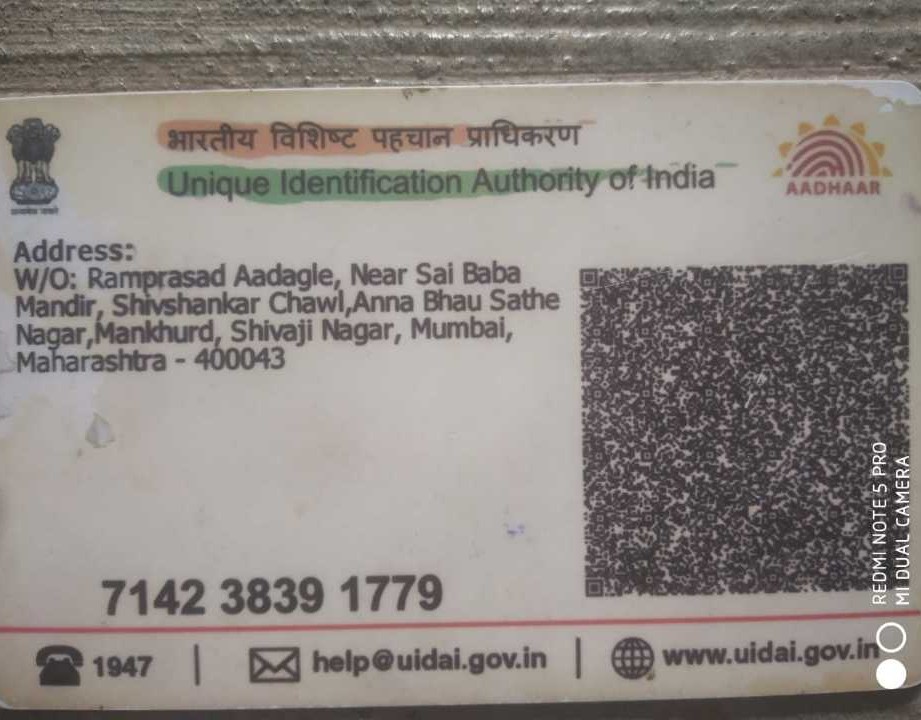 भारतीय विशिष्ट पहचान प्राधिकरण
Unique Identification Authority of India
AADHAAR
Address:
W/O: Ramprasad Aadagle, Near Sai Baba
Mandir, Shivshankar Chawl,Anna Bhau Sathe
Nagar,Mankhurd, Shivaji Nagar, Mumbai,
Maharashtra - 400043
7142 3839 1779
1947 | help@uidai.gov.in | www.uidai.gov.in
REDMI NOTE 5 PRO
MI DUAL CAMERA